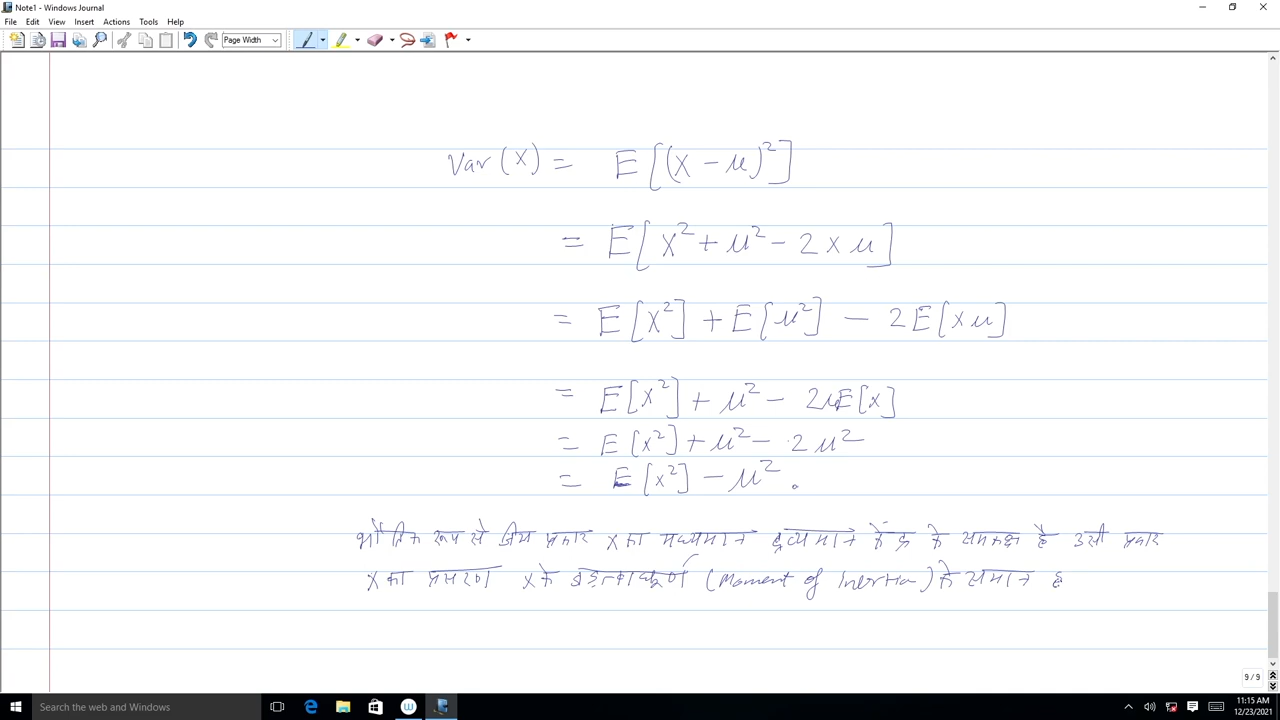 Note1 - Windows Journal
File Edit View Insert Actions Tools Help
Page Width
Var(X) = E[(X - μ)²]
= E[X² + μ² - 2Xμ]
= E[X²] + E[μ²] - 2E[Xμ]
= E[X²] + μ² - 2μE[X]
= E[X²] + μ² - 2μ²
= E[X²] - μ².
भौतिक रूप से जिस प्रकार X का मध्यमान द्रव्यमान केंद्र के समकक्ष है उसी प्रकार
X का प्रसरण X के जड़त्वाघूर्ण (Moment of Inertia) के समान है
9 / 9
Search the web and Windows
11:15 AM
12/23/2021